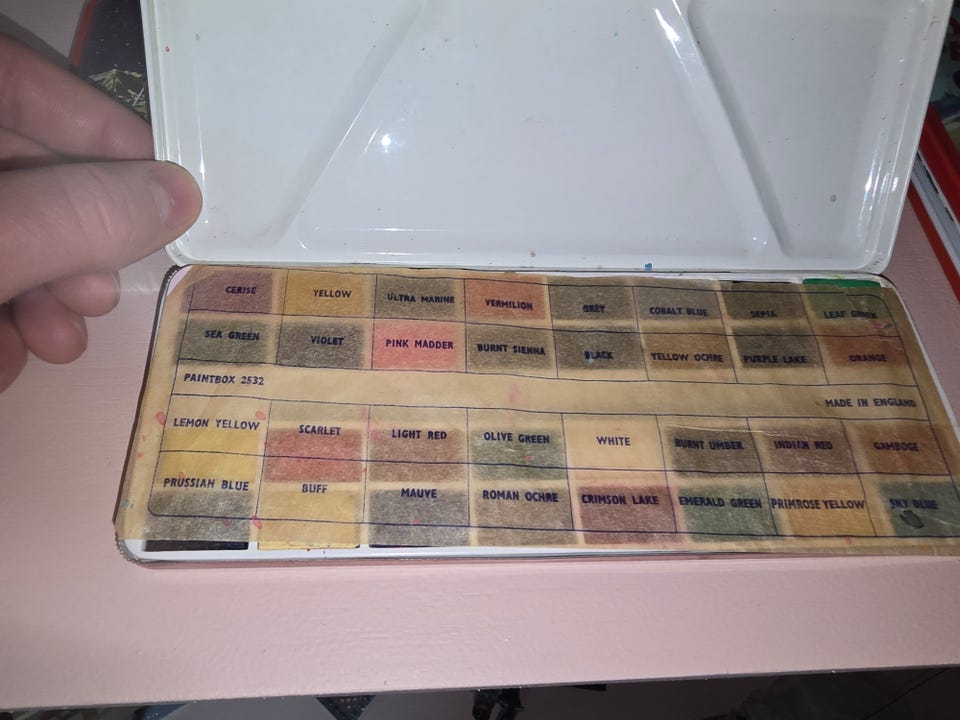 CERISE YELLOW ULTRA MARINE VERMILION GREY COBALT BLUE SEPIA LEAF GREEN
SEA GREEN VIOLET PINK MADDER BURNT SIENNA BLACK YELLOW OCHRE PURPLE LAKE ORANGE
PAINTBOX 2532 MADE IN ENGLAND
LEMON YELLOW SCARLET LIGHT RED OLIVE GREEN WHITE BURNT UMBER INDIAN RED GAMBOGE
PRUSSIAN BLUE BUFF MAUVE ROMAN OCHRE CRIMSON LAKE EMERALD GREEN PRIMROSE YELLOW SKY BLUE